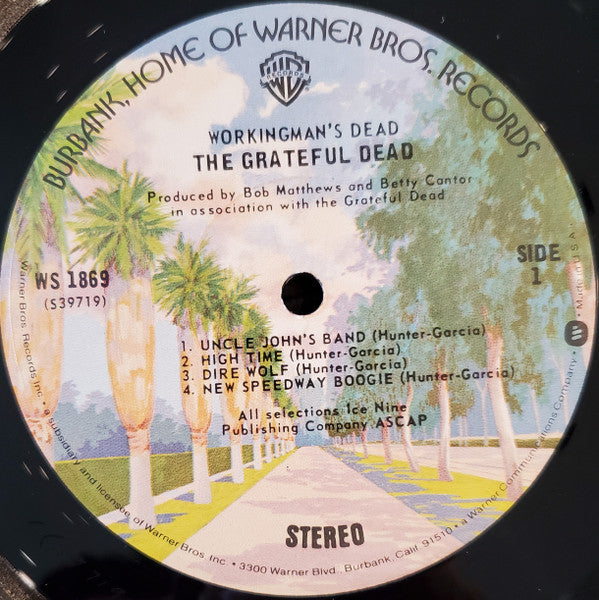 BURBANK, HOME OF WARNER BROS. RECORDS
WB
RECORDS
WORKINGMAN'S DEAD
THE GRATEFUL DEAD
Produced by Bob Matthews and Betty Cantor
in association with the Grateful Dead
WS 1869
(S39719)
SIDE
1
1. UNCLE JOHN'S BAND (Hunter-Garcia)
2. HIGH TIME (Hunter-Garcia)
3. DIRE WOLF (Hunter-Garcia)
4. NEW SPEEDWAY BOOGIE (Hunter-Garcia)
All selections Ice Nine
Publishing Company ASCAP
STEREO
Warner Bros. Records Inc. • a subsidiary and licensee of Warner Bros. Inc. • 3300 Warner Blvd., Burbank, Calif. 91510 • a Warner Communications Company • Made in U.S.A.